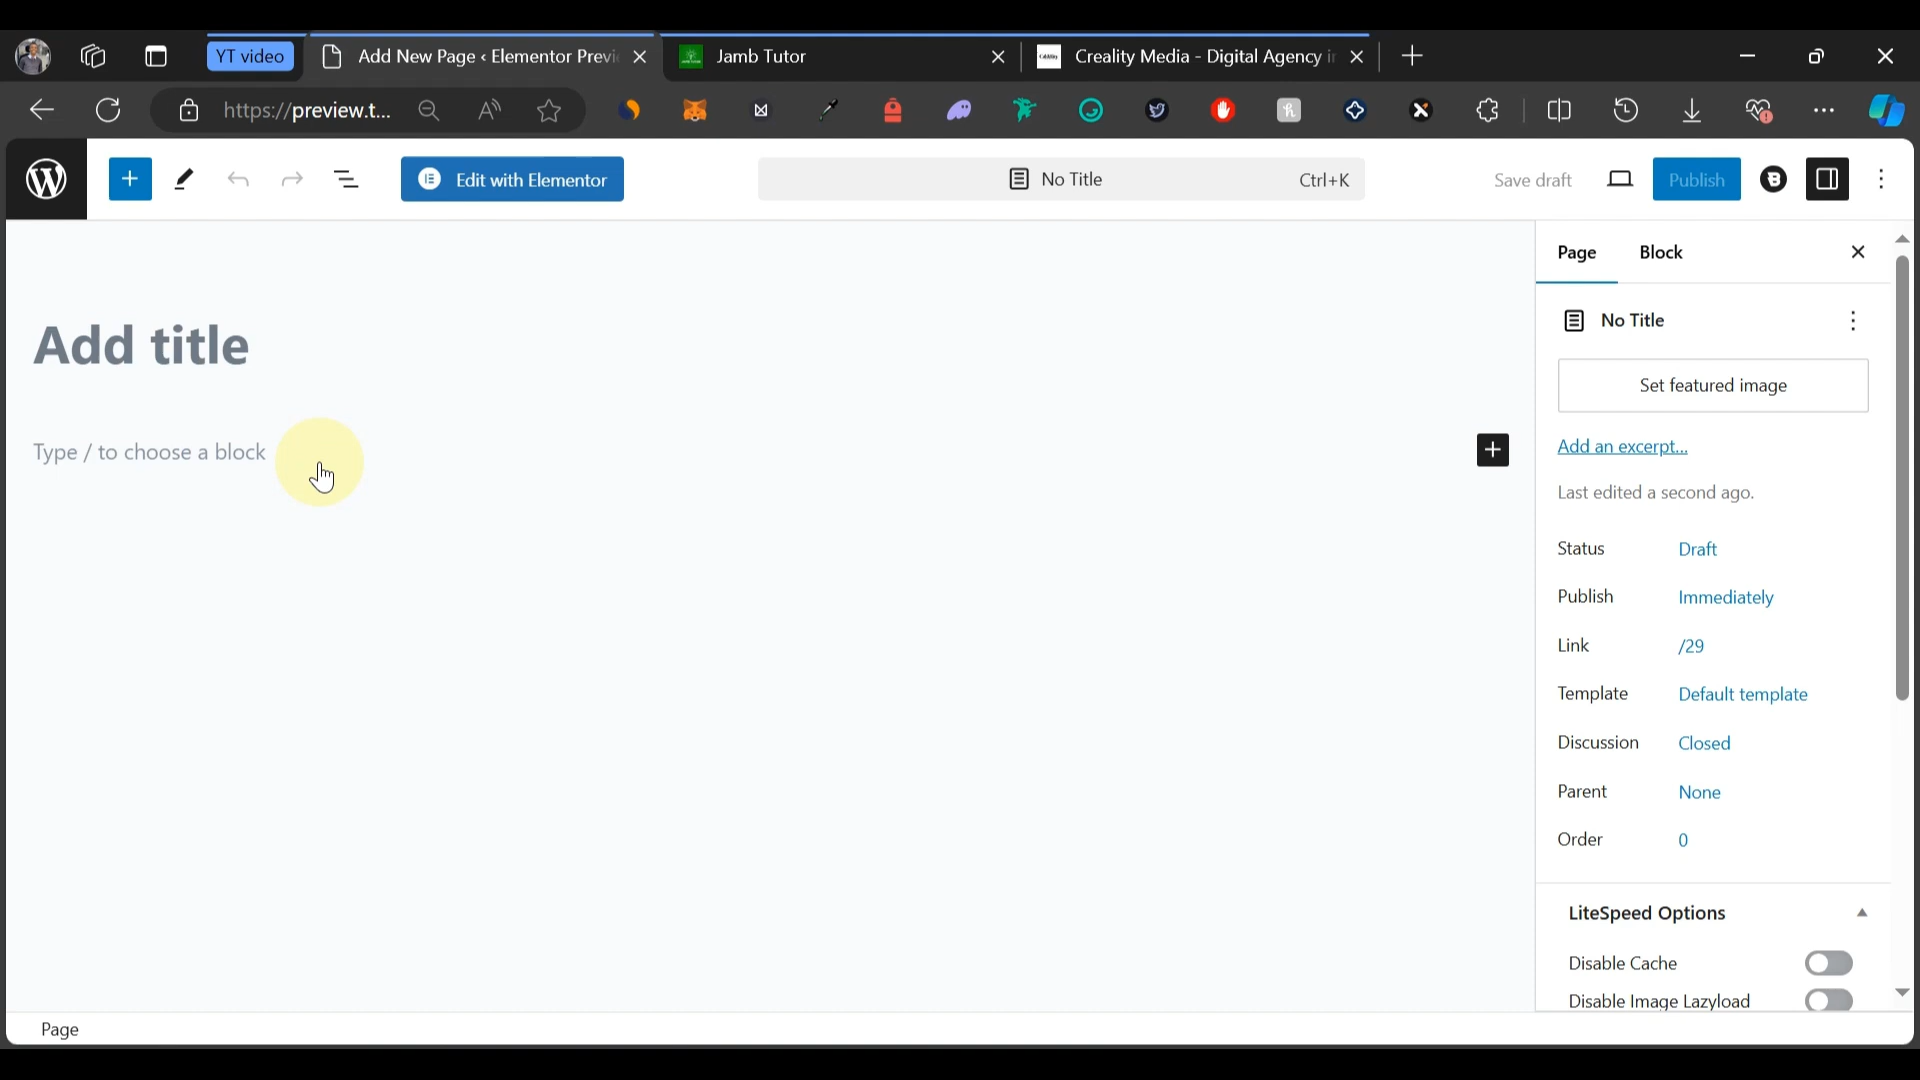 YT video
Add New Page ‹ Elementor Previ
Jamb Tutor
Creality Media - Digital Agency i
https://preview.t...
Edit with Elementor
No Title
Ctrl+K
Save draft
Publish
Page
Block
No Title
Set featured image
Add an excerpt...
Last edited a second ago.
Status Draft
Publish Immediately
Link /29
Template Default template
Discussion Closed
Parent None
Order 0
LiteSpeed Options
Disable Cache
Disable Image Lazyload
Add title
Type / to choose a block
Page